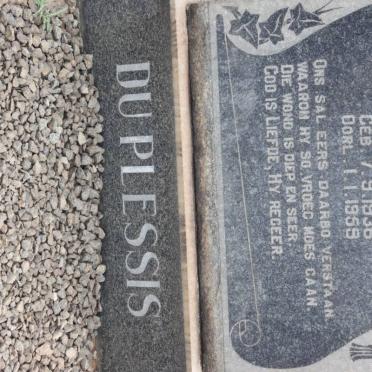 GEB. 7.9.1948
OORL. 1.1.1969
ONS SAL EERS DAARBO VERSTAAN
WAAROM HY SO VROEG MOES GAAN.
DIE WOND IS DIEP EN SEER.
GOD IS LIEFDE, HY REGEER.
DU PLESSIS